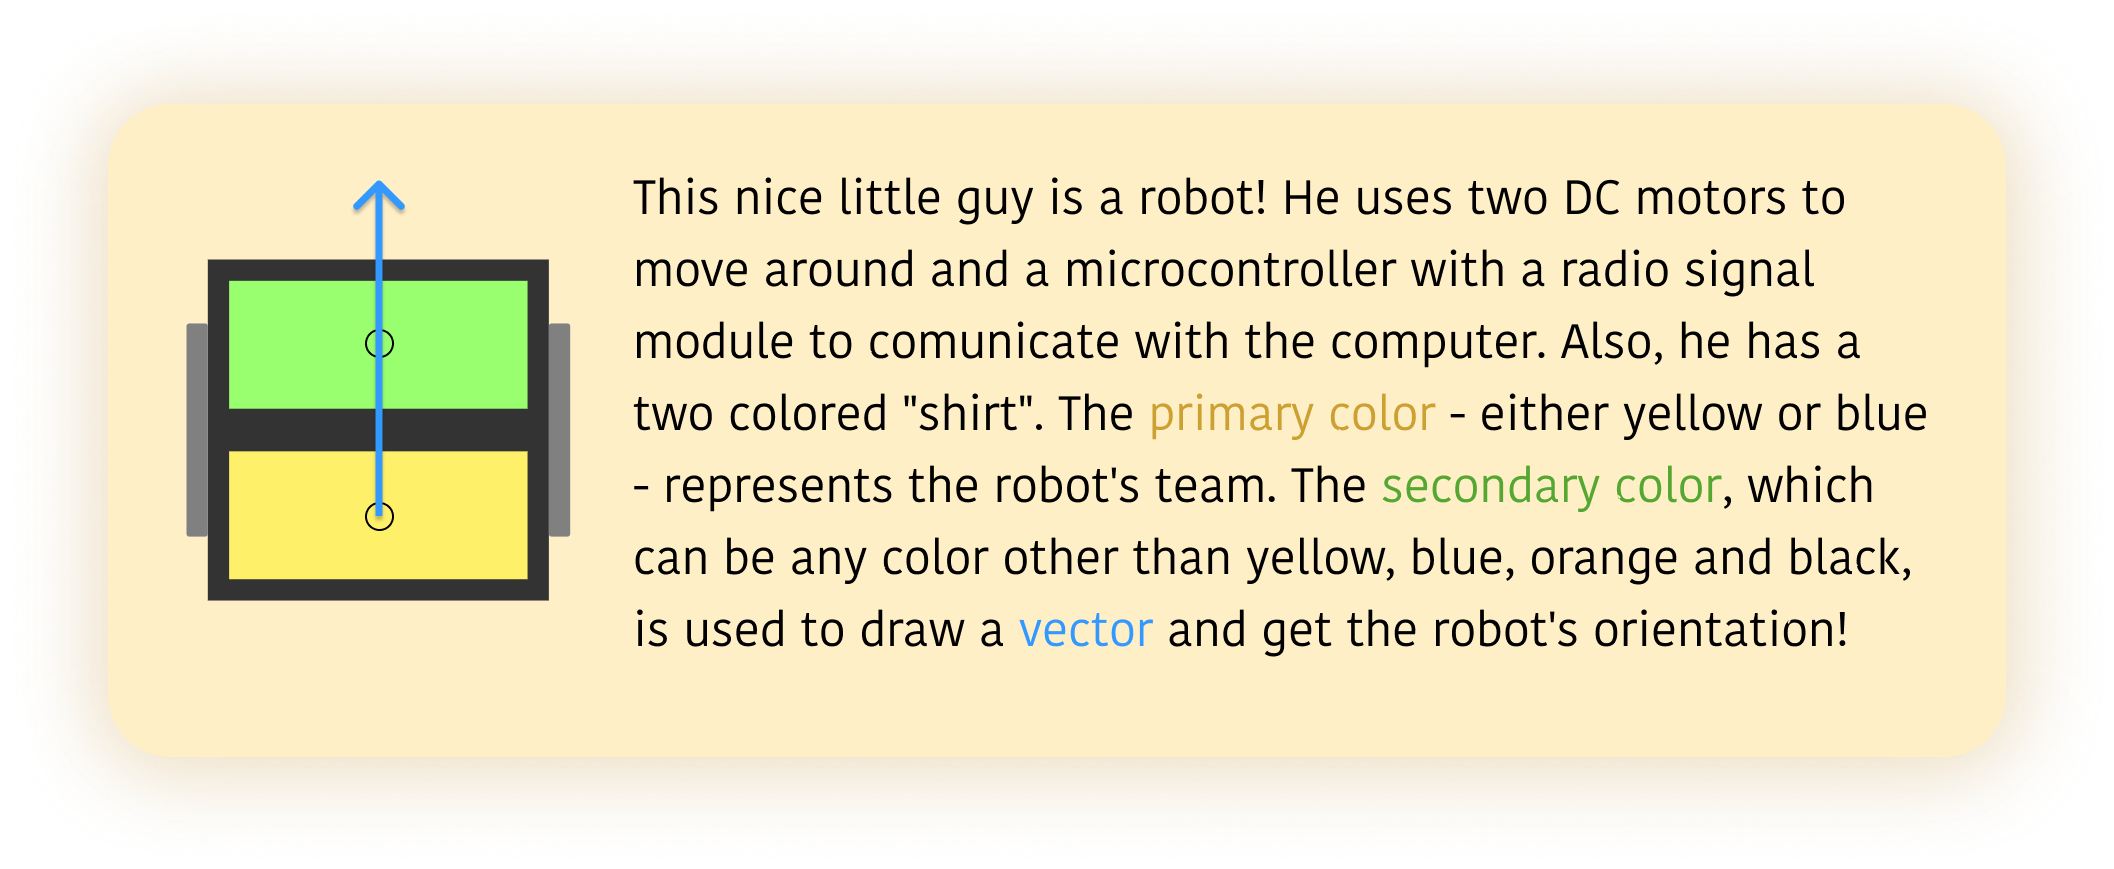 This nice little guy is a robot! He uses two DC motors to
move around and a microcontroller with a radio signal
module to comunicate with the computer. Also, he has a
two colored "shirt". The primary color - either yellow or blue
- represents the robot's team. The secondary color, which
can be any color other than yellow, blue, orange and black,
is used to draw a vector and get the robot's orientation!